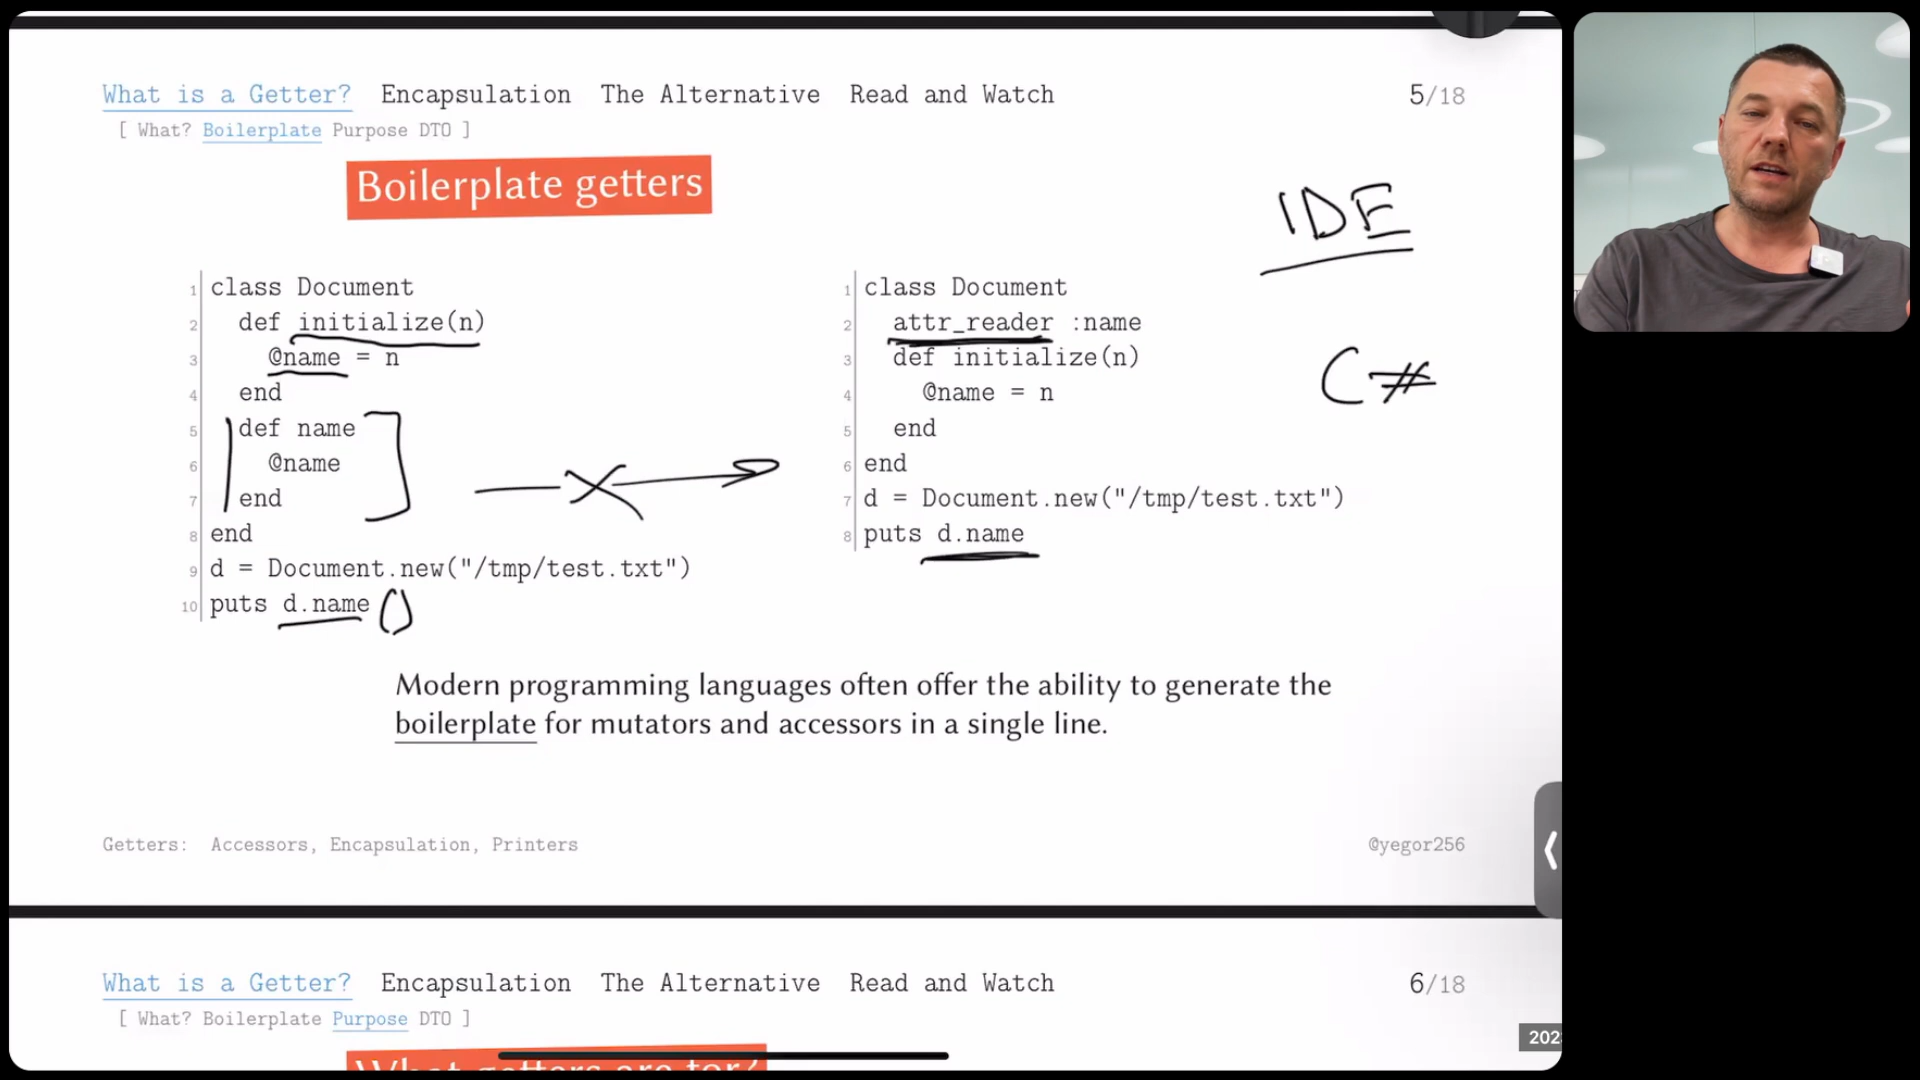 What is a Getter? Encapsulation The Alternative Read and Watch 5/18
[ What? Boilerplate Purpose DTO ]
Boilerplate getters
IDE
C#
1 class Document
2 def initialize(n)
3 @name = n
4 end
5 def name
6 @name
7 end
8 end
9 d = Document.new("/tmp/test.txt")
10 puts d.name ()
1 class Document
2 attr_reader :name
3 def initialize(n)
4 @name = n
5 end
6 end
7 d = Document.new("/tmp/test.txt")
8 puts d.name
Modern programming languages often offer the ability to generate the
boilerplate for mutators and accessors in a single line.
Getters: Accessors, Encapsulation, Printers @yegor256
What is a Getter? Encapsulation The Alternative Read and Watch 6/18
[ What? Boilerplate Purpose DTO ]
What getters are for?
202